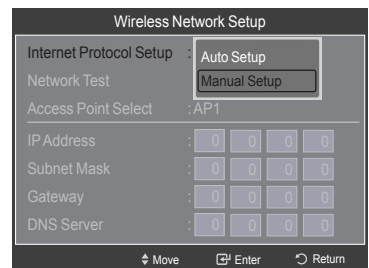 Wireless Network Setup
Internet Protocol Setup : Auto Setup
Manual Setup
Network Test
Access Point Select : AP1
IP Address : 0 0 0 0
Subnet Mask : 0 0 0 0
Gateway : 0 0 0 0
DNS Server : 0 0 0 0
Move Enter Return